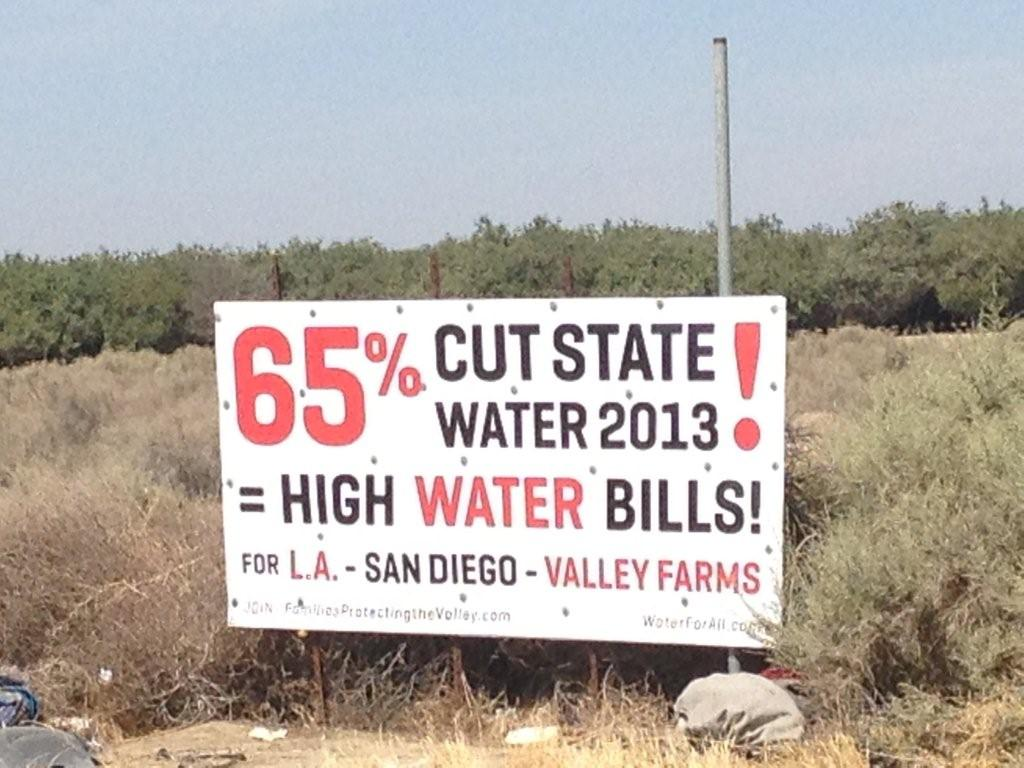 65% CUT STATE
WATER 2013!
= HIGH WATER BILLS!
FOR L.A. - SAN DIEGO - VALLEY FARMS
JOIN: FamiliesProtectingtheValley.com WaterForAll.com